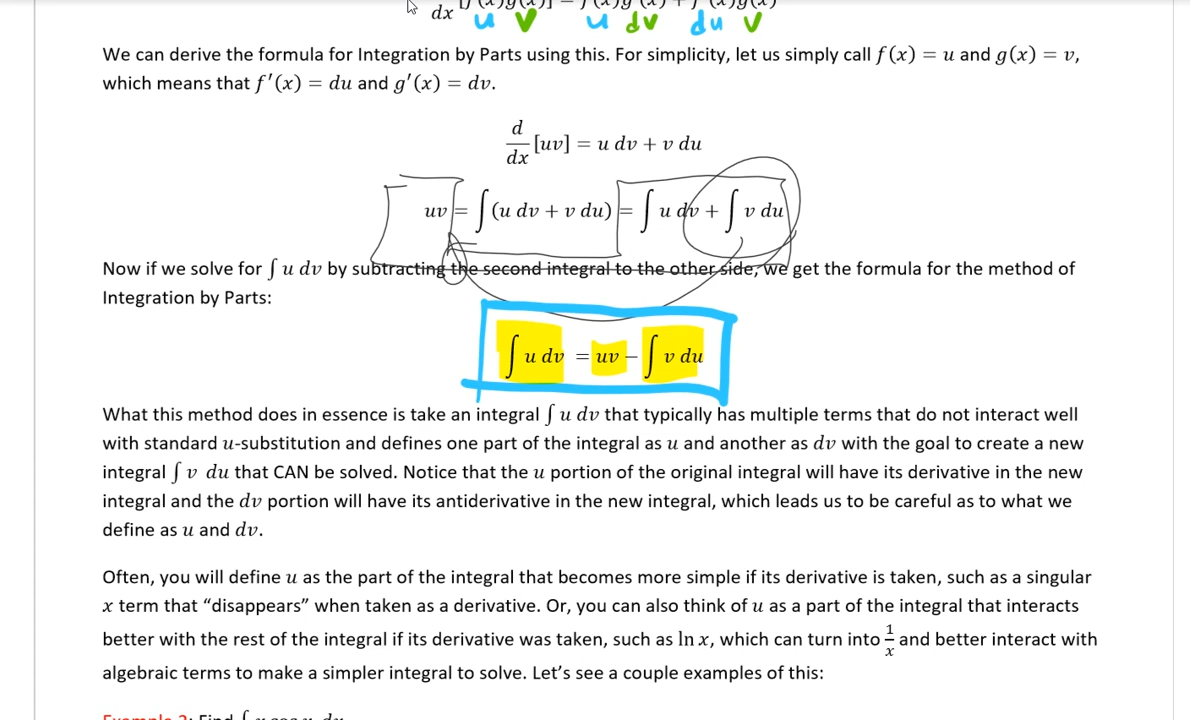 d/dx [f(x)g(x)] = f(x)g'(x) + f'(x)g(x)
u v u dv du v
We can derive the formula for Integration by Parts using this. For simplicity, let us simply call f(x) = u and g(x) = v,
which means that f'(x) = du and g'(x) = dv.
d/dx [uv] = u dv + v du
uv = ∫(u dv + v du) = ∫ u dv + ∫ v du
Now if we solve for ∫ u dv by subtracting the second integral to the other side, we get the formula for the method of
Integration by Parts:
∫ u dv = uv − ∫ v du
What this method does in essence is take an integral ∫ u dv that typically has multiple terms that do not interact well
with standard u-substitution and defines one part of the integral as u and another as dv with the goal to create a new
integral ∫ v du that CAN be solved. Notice that the u portion of the original integral will have its derivative in the new
integral and the dv portion will have its antiderivative in the new integral, which leads us to be careful as to what we
define as u and dv.
Often, you will define u as the part of the integral that becomes more simple if its derivative is taken, such as a singular
x term that “disappears” when taken as a derivative. Or, you can also think of u as a part of the integral that interacts
better with the rest of the integral if its derivative was taken, such as ln x, which can turn into 1/x and better interact with
algebraic terms to make a simpler integral to solve. Let’s see a couple examples of this:
Find ∫